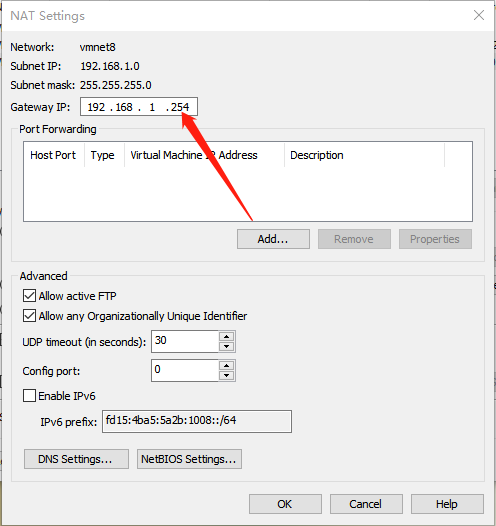 NAT Settings
Network: vmnet8
Subnet IP: 192.168.1.0
Subnet mask: 255.255.255.0
Gateway IP: 192 . 168 . 1 . 254
Port Forwarding
Host Port Type Virtual Machine IP Address Description
Add... Remove Properties
Advanced
Allow active FTP
Allow any Organizationally Unique Identifier
UDP timeout (in seconds): 30
Config port: 0
Enable IPv6
IPv6 prefix: fd15:4ba5:5a2b:1008::/64
DNS Settings... NetBIOS Settings...
OK Cancel Help